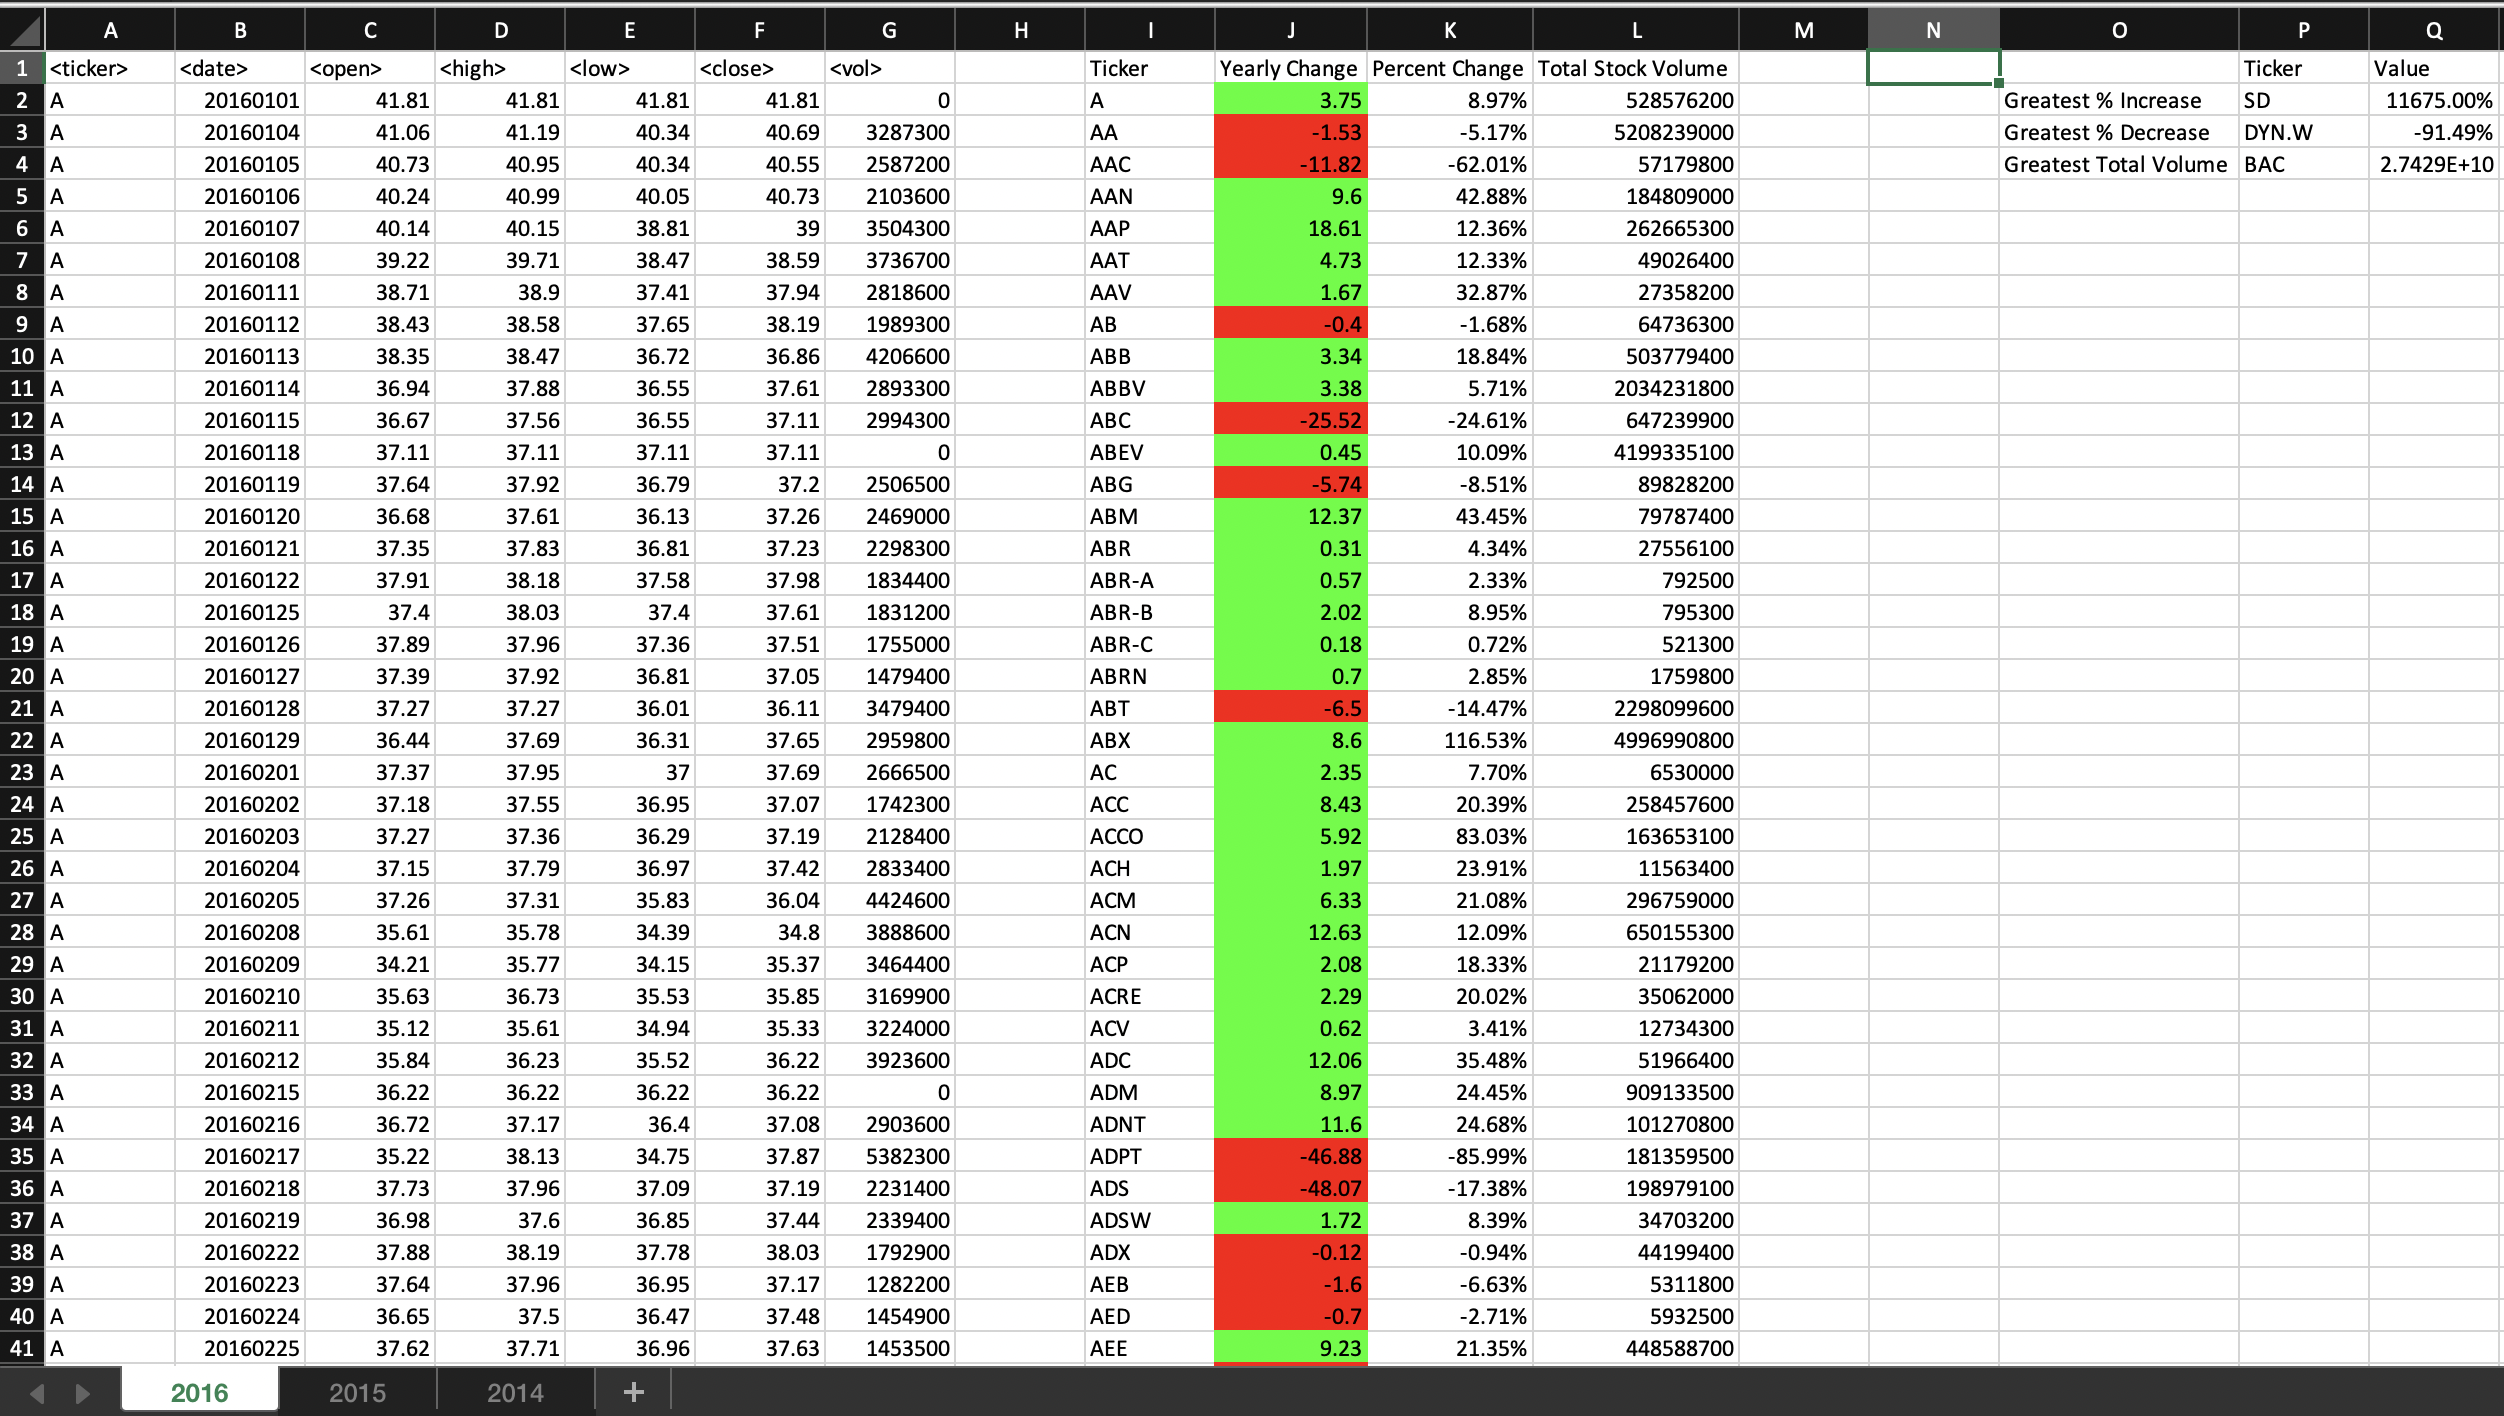 A B C D E F G H I J K L M N O P Q
1 <ticker> <date> <open> <high> <low> <close> <vol> Ticker Yearly Change Percent Change Total Stock Volume Ticker Value
2 A 20160101 41.81 41.81 41.81 41.81 0 A 3.75 8.97% 528576200 Greatest % Increase SD 11675.00%
3 A 20160104 41.06 41.19 40.34 40.69 3287300 AA -1.53 -5.17% 5208239000 Greatest % Decrease DYN.W -91.49%
4 A 20160105 40.73 40.95 40.34 40.55 2587200 AAC -11.82 -62.01% 57179800 Greatest Total Volume BAC 2.7429E+10
5 A 20160106 40.24 40.99 40.05 40.73 2103600 AAN 9.6 42.88% 184809000
6 A 20160107 40.14 40.15 38.81 39 3504300 AAP 18.61 12.36% 262665300
7 A 20160108 39.22 39.71 38.47 38.59 3736700 AAT 4.73 12.33% 49026400
8 A 20160111 38.71 38.9 37.41 37.94 2818600 AAV 1.67 32.87% 27358200
9 A 20160112 38.43 38.58 37.65 38.19 1989300 AB -0.4 -1.68% 64736300
10 A 20160113 38.35 38.47 36.72 36.86 4206600 ABB 3.34 18.84% 503779400
11 A 20160114 36.94 37.88 36.55 37.61 2893300 ABBV 3.38 5.71% 2034231800
12 A 20160115 36.67 37.56 36.55 37.11 2994300 ABC -25.52 -24.61% 647239900
13 A 20160118 37.11 37.11 37.11 37.11 0 ABEV 0.45 10.09% 4199335100
14 A 20160119 37.64 37.92 36.79 37.2 2506500 ABG -5.74 -8.51% 89828200
15 A 20160120 36.68 37.61 36.13 37.26 2469000 ABM 12.37 43.45% 79787400
16 A 20160121 37.35 37.83 36.81 37.23 2298300 ABR 0.31 4.34% 27556100
17 A 20160122 37.91 38.18 37.58 37.98 1834400 ABR-A 0.57 2.33% 792500
18 A 20160125 37.4 38.03 37.4 37.61 1831200 ABR-B 2.02 8.95% 795300
19 A 20160126 37.89 37.96 37.36 37.51 1755000 ABR-C 0.18 0.72% 521300
20 A 20160127 37.39 37.92 36.81 37.05 1479400 ABRN 0.7 2.85% 1759800
21 A 20160128 37.27 37.27 36.01 36.11 3479400 ABT -6.5 -14.47% 2298099600
22 A 20160129 36.44 37.69 36.31 37.65 2959800 ABX 8.6 116.53% 4996990800
23 A 20160201 37.37 37.95 37 37.69 2666500 AC 2.35 7.70% 6530000
24 A 20160202 37.18 37.55 36.95 37.07 1742300 ACC 8.43 20.39% 258457600
25 A 20160203 37.27 37.36 36.29 37.19 2128400 ACCO 5.92 83.03% 163653100
26 A 20160204 37.15 37.79 36.97 37.42 2833400 ACH 1.97 23.91% 11563400
27 A 20160205 37.26 37.31 35.83 36.04 4424600 ACM 6.33 21.08% 296759000
28 A 20160208 35.61 35.78 34.39 34.8 3888600 ACN 12.63 12.09% 650155300
29 A 20160209 34.21 35.77 34.15 35.37 3464400 ACP 2.08 18.33% 21179200
30 A 20160210 35.63 36.73 35.53 35.85 3169900 ACRE 2.29 20.02% 35062000
31 A 20160211 35.12 35.61 34.94 35.33 3224000 ACV 0.62 3.41% 12734300
32 A 20160212 35.84 36.23 35.52 36.22 3923600 ADC 12.06 35.48% 51966400
33 A 20160215 36.22 36.22 36.22 36.22 0 ADM 8.97 24.45% 909133500
34 A 20160216 36.72 37.17 36.4 37.08 2903600 ADNT 11.6 24.68% 101270800
35 A 20160217 35.22 38.13 34.75 37.87 5382300 ADPT -46.88 -85.99% 181359500
36 A 20160218 37.73 37.96 37.09 37.19 2231400 ADS -48.07 -17.38% 198979100
37 A 20160219 36.98 37.6 36.85 37.44 2339400 ADSW 1.72 8.39% 34703200
38 A 20160222 37.88 38.19 37.78 38.03 1792900 ADX -0.12 -0.94% 44199400
39 A 20160223 37.64 37.96 36.95 37.17 1282200 AEB -1.6 -6.63% 5311800
40 A 20160224 36.65 37.5 36.47 37.48 1454900 AED -0.7 -2.71% 5932500
41 A 20160225 37.62 37.71 36.96 37.63 1453500 AEE 9.23 21.35% 448588700
2016 2015 2014 +